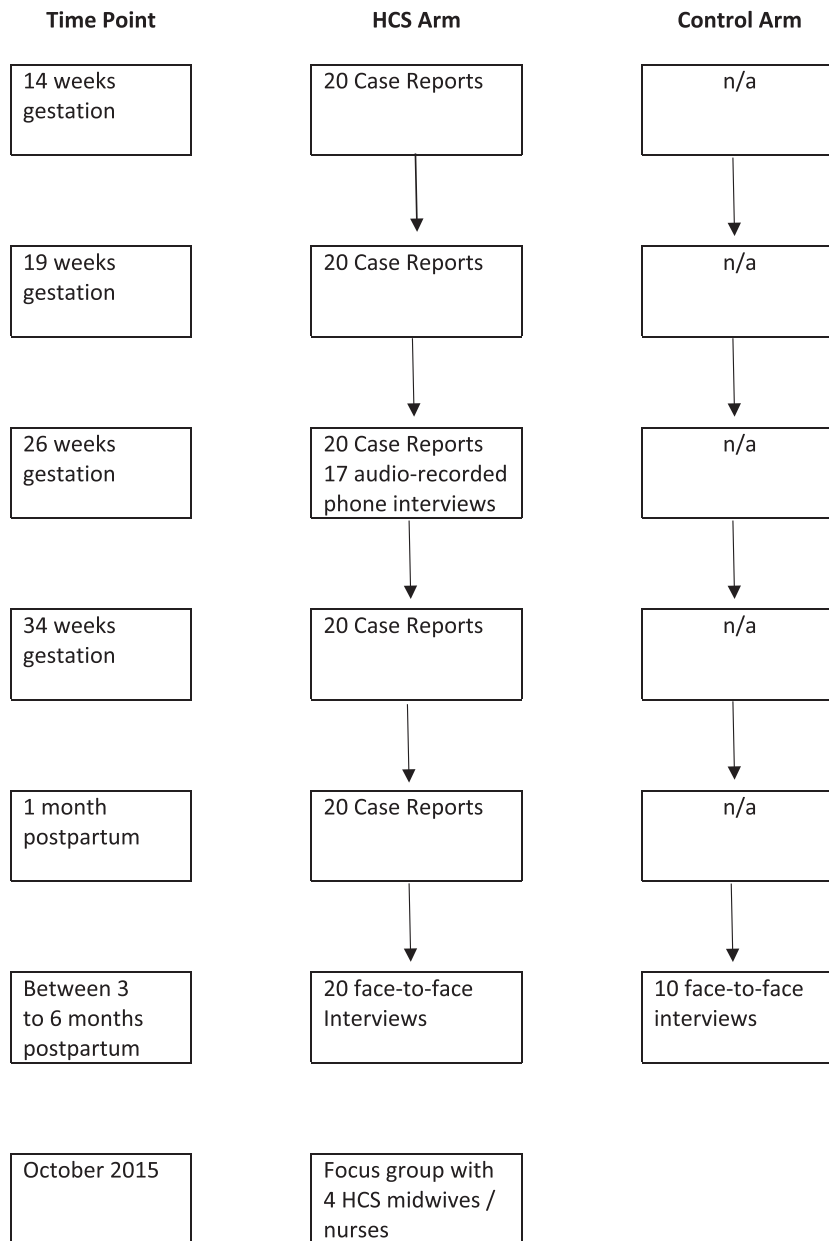 Time Point HCS Arm Control Arm
14 weeks
gestation
20 Case Reports
n/a
19 weeks
gestation
20 Case Reports
n/a
26 weeks
gestation
20 Case Reports
17 audio-recorded
phone interviews
n/a
34 weeks
gestation
20 Case Reports
n/a
1 month
postpartum
20 Case Reports
n/a
Between 3
to 6 months
postpartum
20 face-to-face
Interviews
10 face-to-face
interviews
October 2015
Focus group with
4 HCS midwives /
nurses